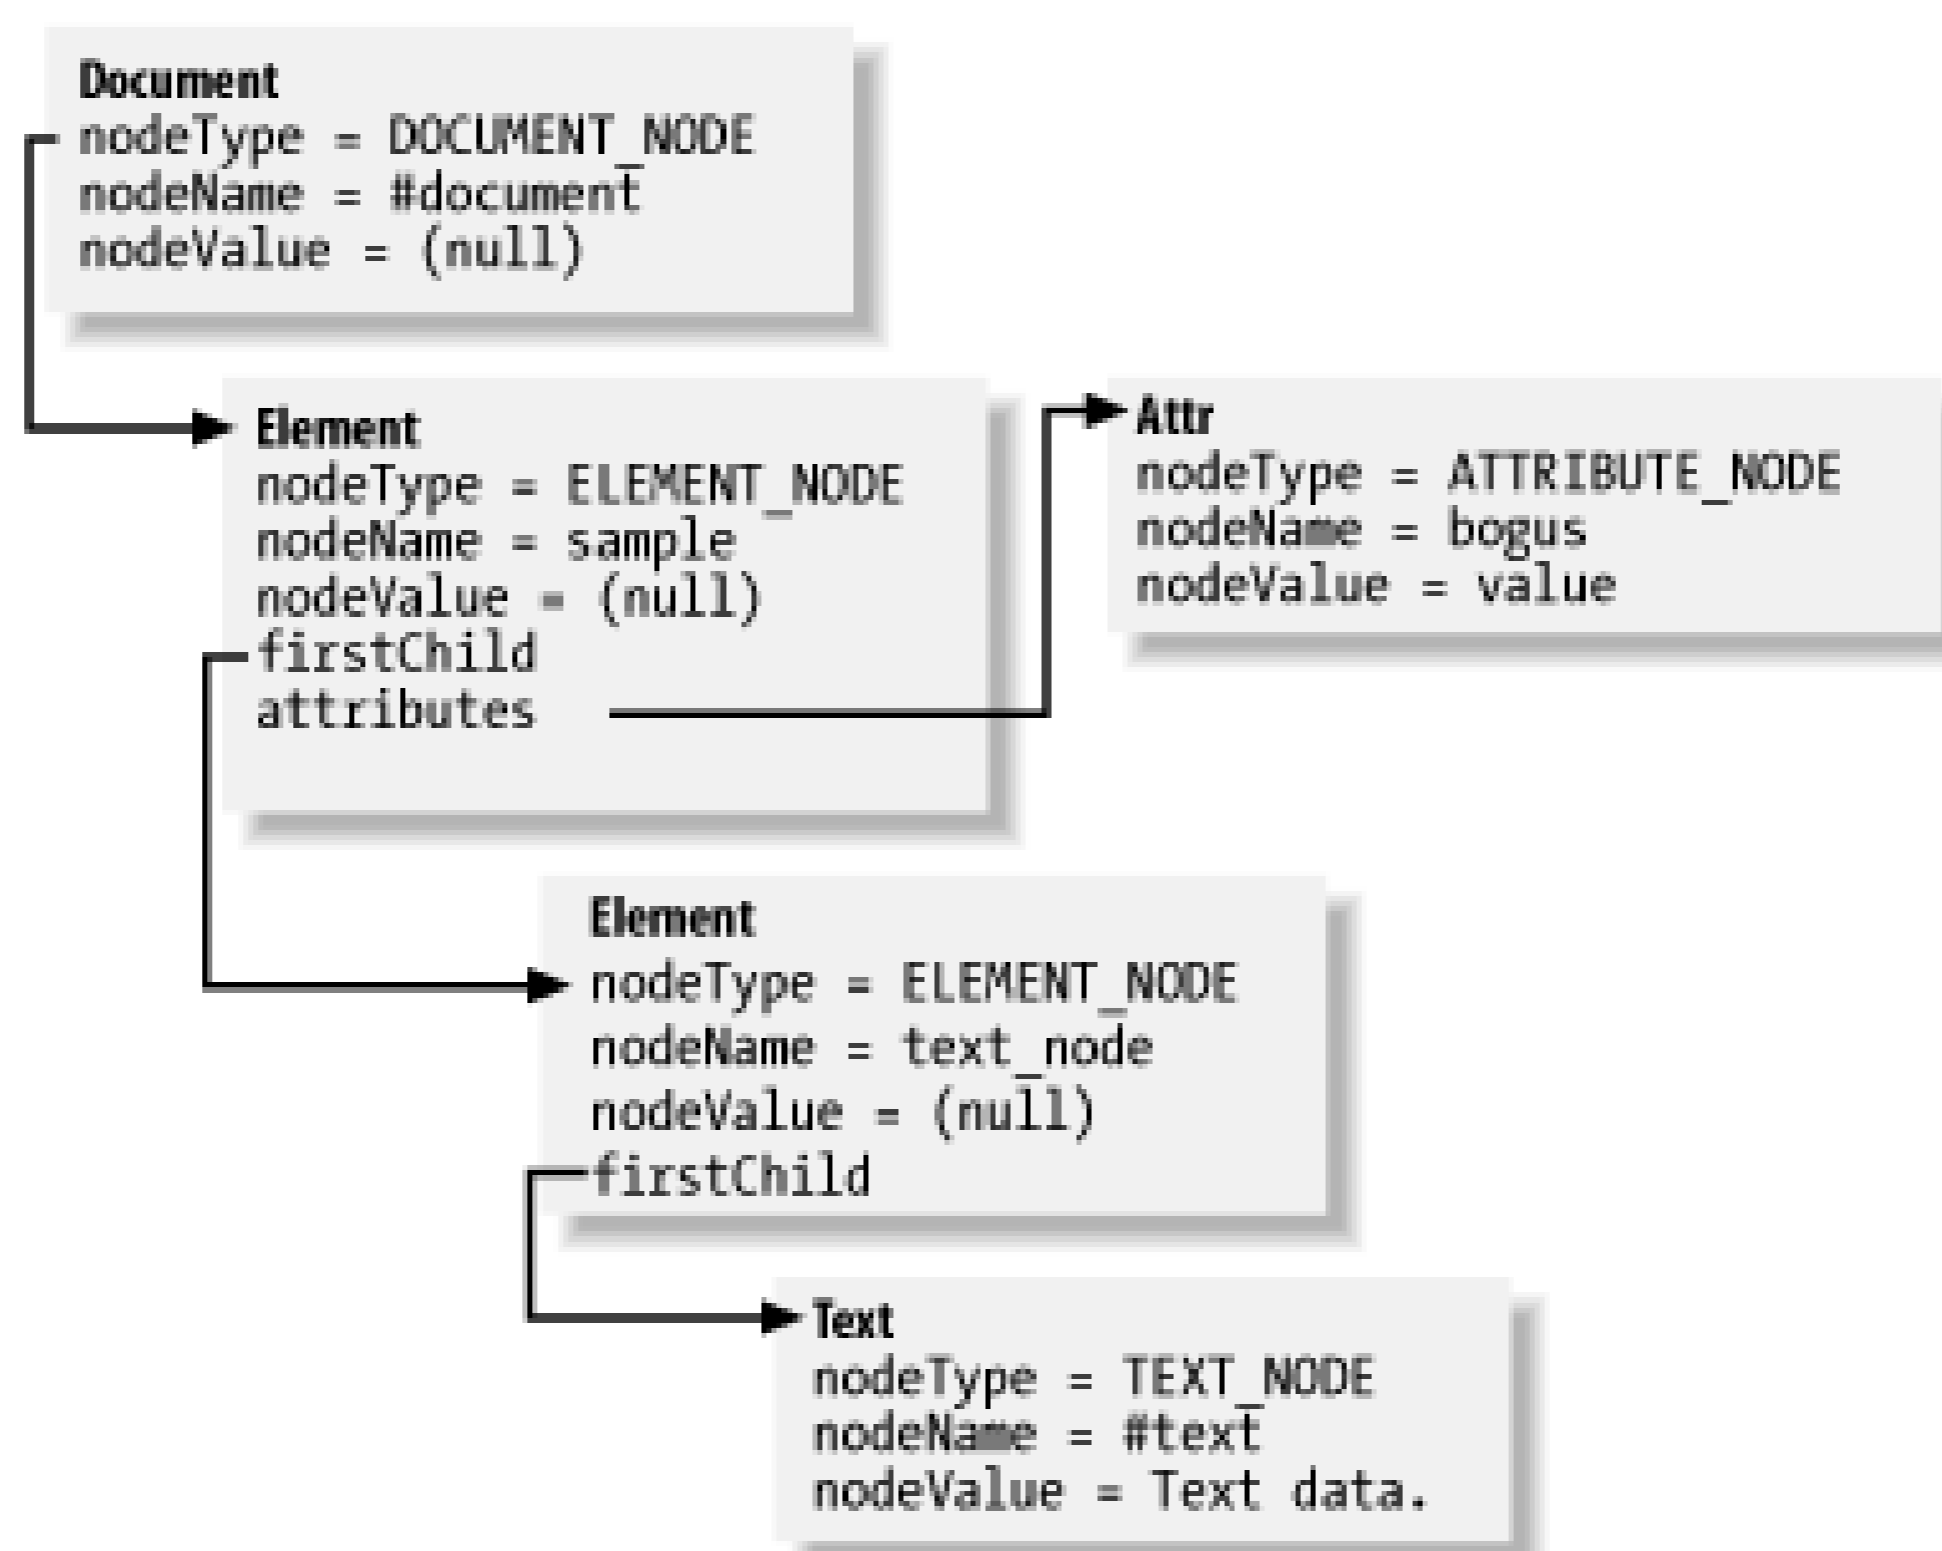 Document
nodeType = DOCUMENT_NODE
nodeName = #document
nodeValue = (null)
Element
nodeType = ELEMENT_NODE
nodeName = sample
nodeValue = (null)
firstChild
attributes
Attr
nodeType = ATTRIBUTE_NODE
nodeName = bogus
nodeValue = value
Element
nodeType = ELEMENT_NODE
nodeName = text_node
nodeValue = (null)
firstChild
Text
nodeType = TEXT_NODE
nodeName = #text
nodeValue = Text data.